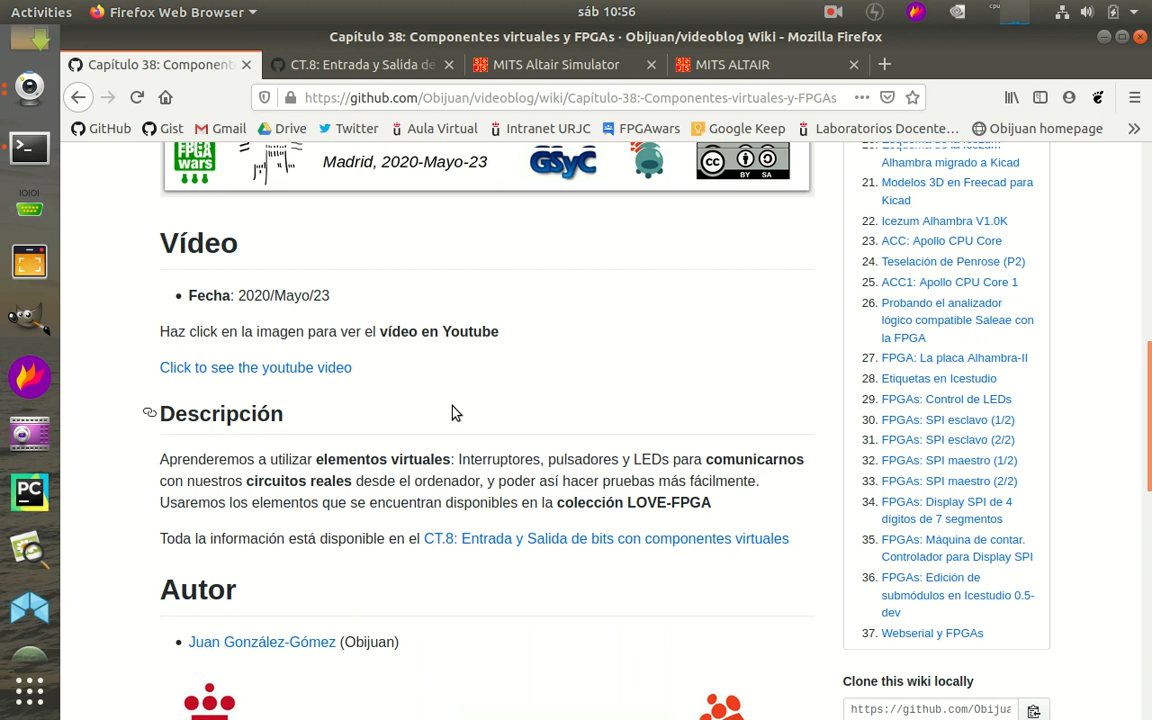 Activities
Firefox Web Browser
sáb 10:56
cpu
Capítulo 38: Componentes virtuales y FPGAs · Obijuan/videoblog Wiki - Mozilla Firefox
Capítulo 38: Component
CT.8: Entrada y Salida de
MITS Altair Simulator
MITS ALTAIR
https://github.com/Obijuan/videoblog/wiki/Capítulo-38:-Componentes-virtuales-y-FPGAs
GitHub
Gist
Gmail
Drive
Twitter
Aula Virtual
Intranet URJC
FPGAwars
Google Keep
Laboratorios Docente…
Obijuan homepage
FPGA
WARS
Madrid, 2020-Mayo-23
GSyC
CC BY SA
Vídeo
Fecha: 2020/Mayo/23
Haz click en la imagen para ver el vídeo en Youtube
Click to see the youtube video
Descripción
Aprenderemos a utilizar elementos virtuales: Interruptores, pulsadores y LEDs para comunicarnos
con nuestros circuitos reales desde el ordenador, y poder así hacer pruebas más fácilmente.
Usaremos los elementos que se encuentran disponibles en la colección LOVE-FPGA
Toda la información está disponible en el CT.8: Entrada y Salida de bits con componentes virtuales
Autor
Juan González-Gómez (Obijuan)
Alhambra migrado a Kicad
21. Modelos 3D en Freecad para
Kicad
22. Icezum Alhambra V1.0K
23. ACC: Apollo CPU Core
24. Teselación de Penrose (P2)
25. ACC1: Apollo CPU Core 1
26. Probando el analizador
lógico compatible Saleae con
la FPGA
27. FPGA: La placa Alhambra-II
28. Etiquetas en Icestudio
29. FPGAs: Control de LEDs
30. FPGAs: SPI esclavo (1/2)
31. FPGAs: SPI esclavo (2/2)
32. FPGAs: SPI maestro (1/2)
33. FPGAs: SPI maestro (2/2)
34. FPGAs: Display SPI de 4
dígitos de 7 segmentos
35. FPGAs: Máquina de contar.
Controlador para Display SPI
36. FPGAs: Edición de
submódulos en Icestudio 0.5-
dev
37. Webserial y FPGAs
Clone this wiki locally
https://github.com/Obijua
IOIOI
PC